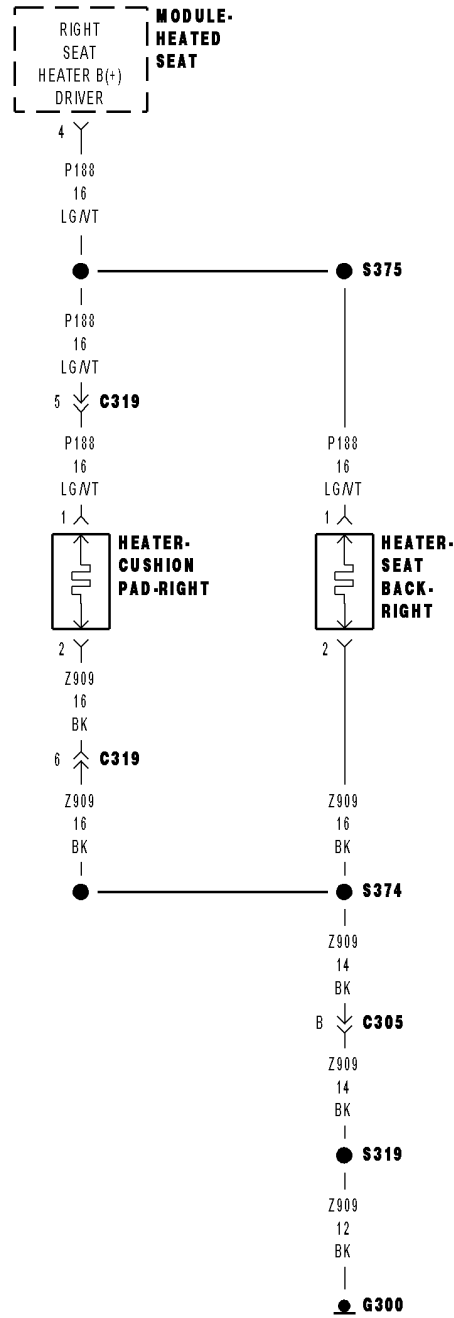 RIGHT
SEAT
HEATER B(+)
DRIVER
MODULE-
HEATED
SEAT
4
P188
16
LG/VT
S375
P188
16
LG/VT
5
C319
P188
16
LG/VT
P188
16
LG/VT
1
1
HEATER-
CUSHION
PAD-RIGHT
HEATER-
SEAT
BACK-
RIGHT
2
2
Z909
16
BK
6
C319
Z909
16
BK
Z909
16
BK
S374
Z909
14
BK
B
C305
Z909
14
BK
S319
Z909
12
BK
G300